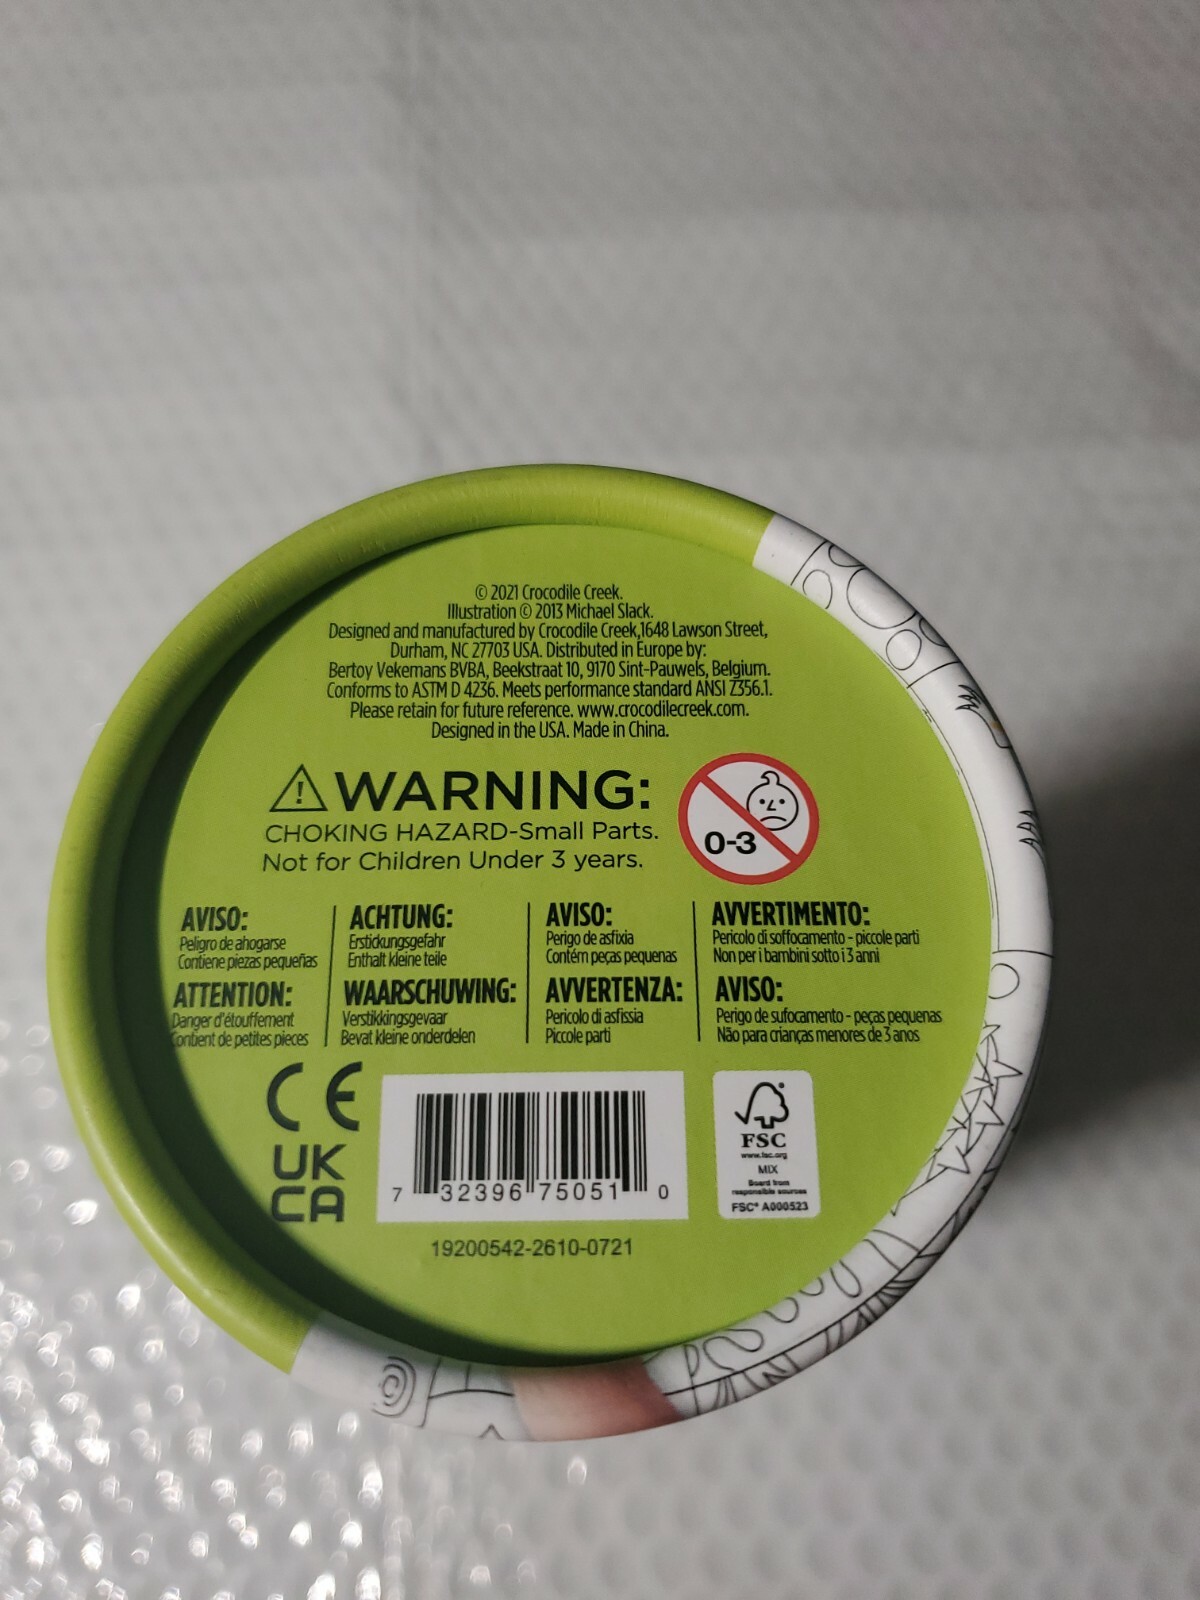 © 2021 Crocodile Creek.
Illustration © 2013 Michael Slack.
Designed and manufactured by Crocodile Creek,1648 Lawson Street,
Durham, NC 27703 USA. Distributed in Europe by:
Bertoy Vekemans BVBA, Beekstraat 10, 9170 Sint-Pauwels, Belgium.
Conforms to ASTM D 4236. Meets performance standard ANSI Z356.1.
Please retain for future reference. www.crocodilecreek.com.
Designed in the USA. Made in China.
! WARNING:
CHOKING HAZARD-Small Parts.
Not for Children Under 3 years.
0-3
AVISO:
Peligro de ahogarse
Contiene piezas pequeñas
ATTENTION:
Danger d'étouffement
Contient de petites pieces
ACHTUNG:
Erstickungsgefahr
Enthalt kleine teile
WAARSCHUWING:
Verstikkingsgevaar
Bevat kleine onderdelen
AVISO:
Perigo de asfixia
Contém peças pequenas
AVVERTENZA:
Pericolo di asfissia
Piccole parti
AVVERTIMENTO:
Pericolo di soffocamento - piccole parti
Non per i bambini sotto i 3 anni
AVISO:
Perigo de sufocamento - peças pequenas
Não para crianças menores de 3 anos
CE
UK
CA
7 32396 75051 0
FSC
www.fsc.org
MIX
Board from
responsible sources
FSC® A000523
19200542-2610-0721